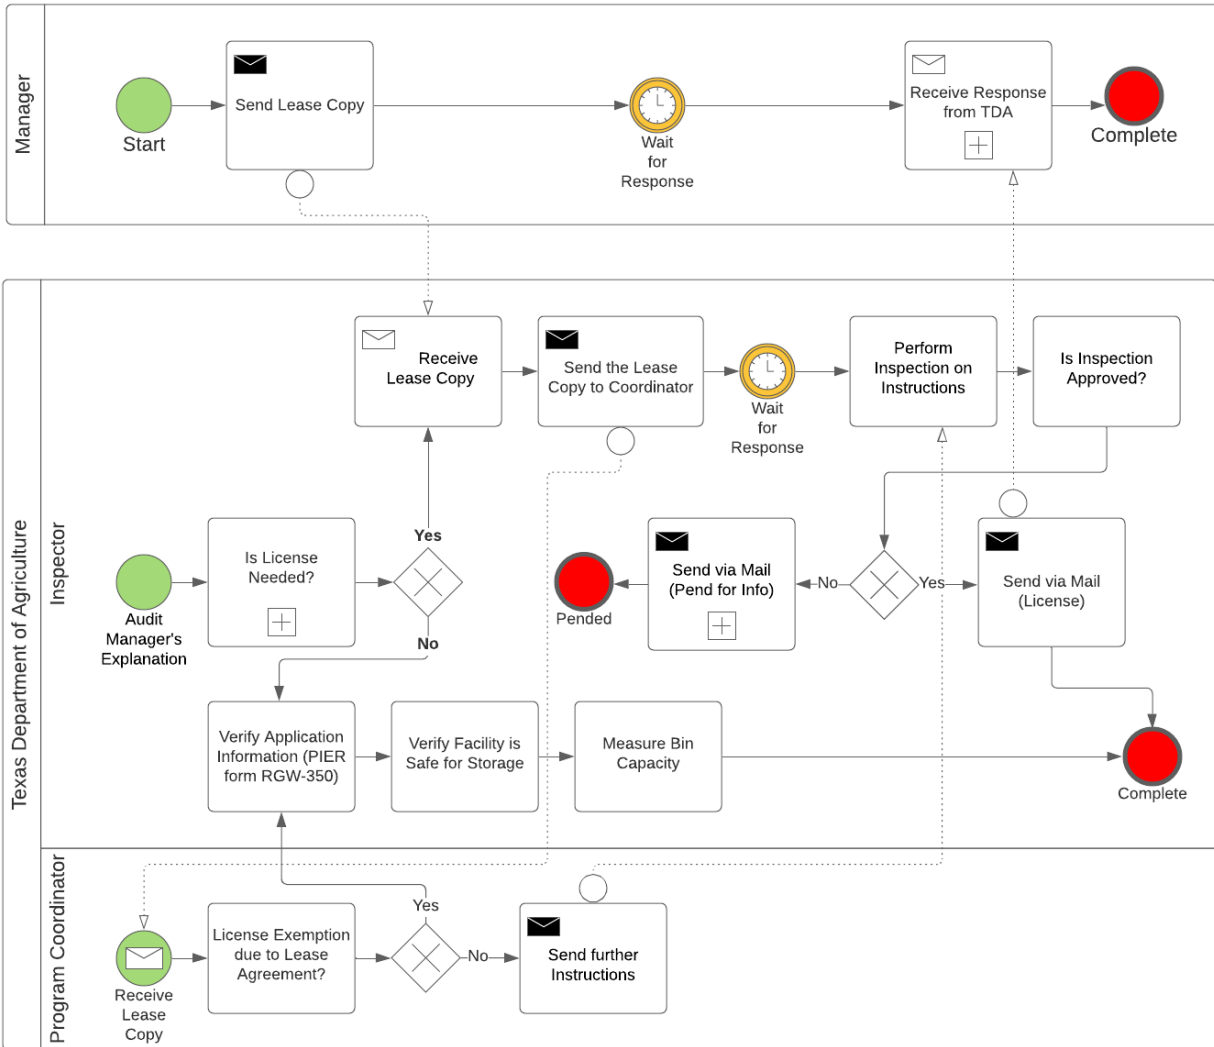 Manager
Start
Send Lease Copy
Wait
for
Response
Receive Response
from TDA
Complete
Texas Department of Agriculture
Inspector
Receive
Lease Copy
Send the Lease
Copy to Coordinator
Wait
for
Response
Perform
Inspection on
Instructions
Is Inspection
Approved?
Audit
Manager's
Explanation
Is License
Needed?
Yes
No
Pended
Send via Mail
(Pend for Info)
No
Yes
Send via Mail
(License)
Verify Application
Information (PIER
form RGW-350)
Verify Facility is
Safe for Storage
Measure Bin
Capacity
Complete
Program Coordinator
Receive
Lease
Copy
License Exemption
due to Lease
Agreement?
Yes
No
Send further
Instructions